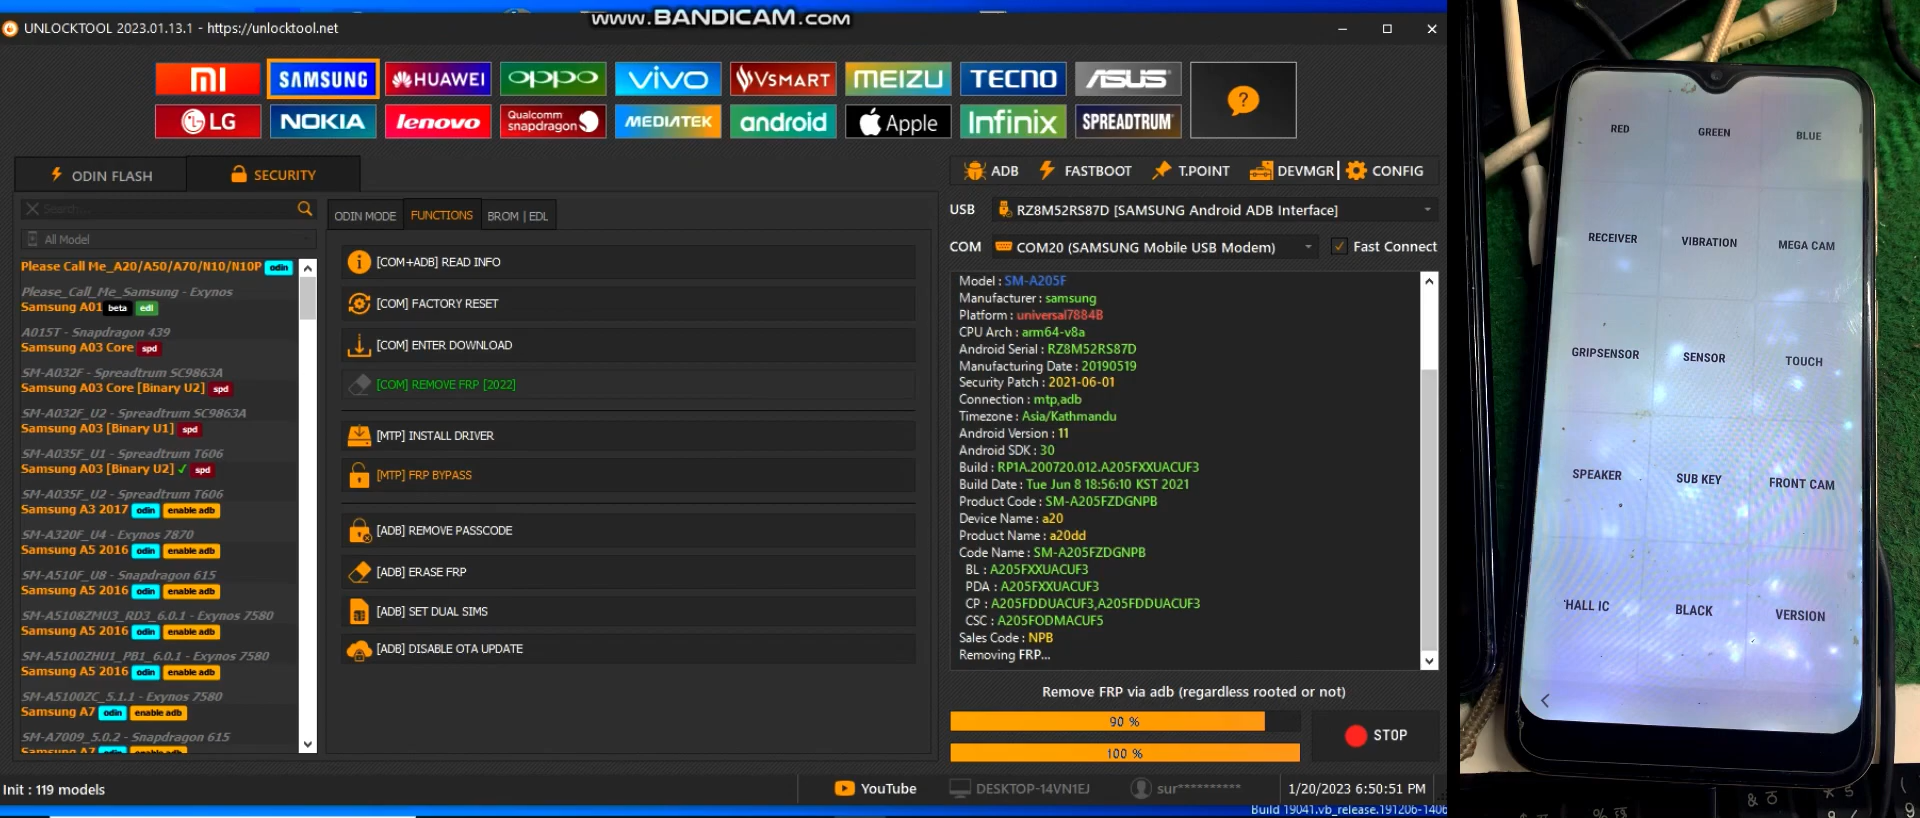 www.BANDICAM.com
UNLOCKTOOL 2023.01.13.1 - https://unlocktool.net
mi SAMSUNG HUAWEI oppo vivo VSMART MEIZU TECNO ASUS ?
LG NOKIA lenovo Qualcomm snapdragon MEDIATEK android Apple Infinix SPREADTRUM
ODIN FLASH SECURITY
ADB FASTBOOT T.POINT DEVMGR CONFIG
Search...
All Model
Please Call Me_A20/A50/A70/N10/N10P odin
Please_Call_Me_Samsung - Exynos
Samsung A01 beta edl
A015T - Snapdragon 439
Samsung A03 Core spd
SM-A032F - Spreadtrum SC9863A
Samsung A03 Core [Binary U2] spd
SM-A032F_U2 - Spreadtrum SC9863A
Samsung A03 [Binary U1] spd
SM-A035F_U1 - Spreadtrum T606
Samsung A03 [Binary U2] ✓ spd
SM-A035F_U2 - Spreadtrum T606
Samsung A3 2017 odin enable adb
SM-A320F_U4 - Exynos 7870
Samsung A5 2016 odin enable adb
SM-A510F_U8 - Snapdragon 615
Samsung A5 2016 odin enable adb
SM-A5108ZMU3_RD3_6.0.1 - Exynos 7580
Samsung A5 2016 odin enable adb
SM-A5100ZHU1_PB1_6.0.1 - Exynos 7580
Samsung A5 2016 odin enable adb
SM-A5100ZC_5.1.1 - Exynos 7580
Samsung A7 odin enable adb
SM-A7009_5.0.2 - Snapdragon 615
Samsung A7 odin enable adb
ODIN MODE FUNCTIONS BROM | EDL
[COM+ADB] READ INFO
[COM] FACTORY RESET
[COM] ENTER DOWNLOAD
[COM] REMOVE FRP [2022]
[MTP] INSTALL DRIVER
[MTP] FRP BYPASS
[ADB] REMOVE PASSCODE
[ADB] ERASE FRP
[ADB] SET DUAL SIMS
[ADB] DISABLE OTA UPDATE
USB RZ8M52RS87D [SAMSUNG Android ADB Interface]
COM COM20 (SAMSUNG Mobile USB Modem) ✓ Fast Connect
Model : SM-A205F
Manufacturer : samsung
Platform : universal7884B
CPU Arch : arm64-v8a
Android Serial : RZ8M52RS87D
Manufacturing Date : 20190519
Security Patch : 2021-06-01
Connection : mtp,adb
Timezone : Asia/Kathmandu
Android Version : 11
Android SDK : 30
Build : RP1A.200720.012.A205FXXUACUF3
Build Date : Tue Jun 8 18:56:10 KST 2021
Product Code : SM-A205FZDGNPB
Device Name : a20
Product Name : a20dd
Code Name : SM-A205FZDGNPB
BL : A205FXXUACUF3
PDA : A205FXXUACUF3
CP : A205FDDUACUF3,A205FDDUACUF3
CSC : A205FODMACUF5
Sales Code : NPB
Removing FRP...
Remove FRP via adb (regardless rooted or not)
90 %
100 %
STOP
Init : 119 models
YouTube DESKTOP-14VN1EJ sur********** 1/20/2023 6:50:51 PM
Build 19041.vb_release.191206-1406
RED GREEN BLUE
RECEIVER VIBRATION MEGA CAM
GRIPSENSOR SENSOR TOUCH
SPEAKER SUB KEY FRONT CAM
HALL IC BLACK VERSION